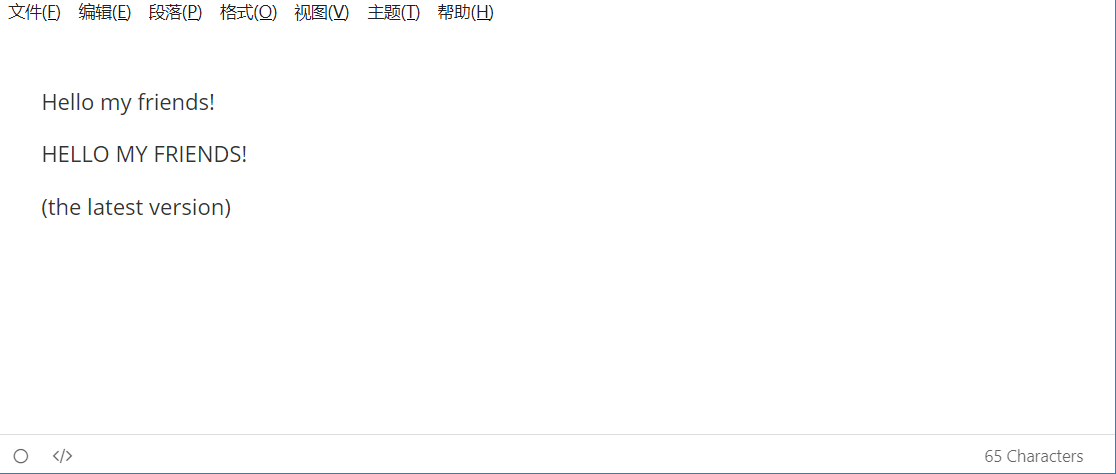 文件(F) 编辑(E) 段落(P) 格式(O) 视图(V) 主题(T) 帮助(H)
Hello my friends!
HELLO MY FRIENDS!
(the latest version)
</> 65 Characters